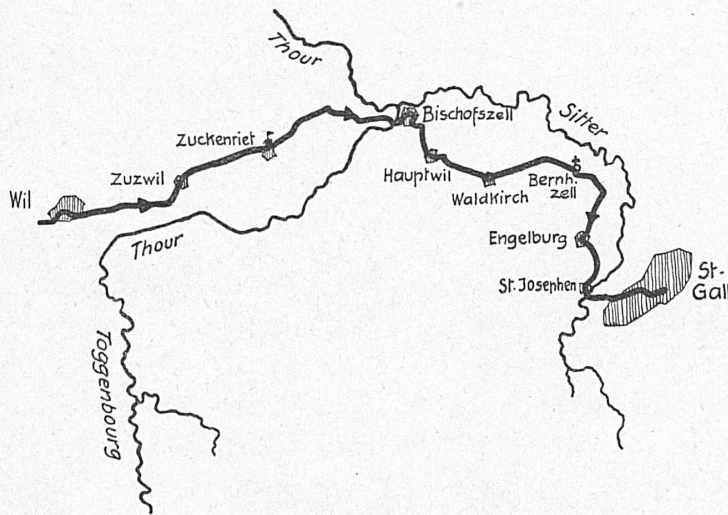 Thour
Bischofszell
Sitter
Zuckenriet
Zuzwil
Hauptwil
Waldkirch
Bernh.
zell
Wil
Thour
Engelburg
St. Josephen
St-
Gall
Toggenbourg